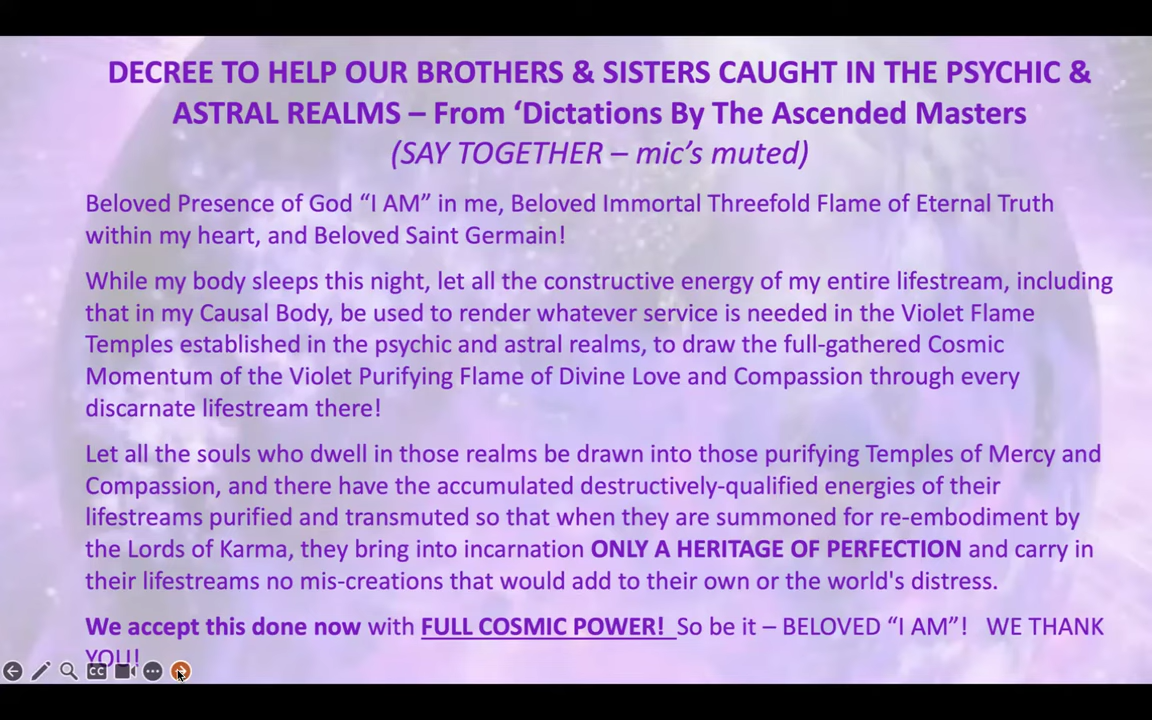 DECREE TO HELP OUR BROTHERS & SISTERS CAUGHT IN THE PSYCHIC &
ASTRAL REALMS – From ‘Dictations By The Ascended Masters
(SAY TOGETHER – mic’s muted)
Beloved Presence of God “I AM” in me, Beloved Immortal Threefold Flame of Eternal Truth
within my heart, and Beloved Saint Germain!
While my body sleeps this night, let all the constructive energy of my entire lifestream, including
that in my Causal Body, be used to render whatever service is needed in the Violet Flame
Temples established in the psychic and astral realms, to draw the full-gathered Cosmic
Momentum of the Violet Purifying Flame of Divine Love and Compassion through every
discarnate lifestream there!
Let all the souls who dwell in those realms be drawn into those purifying Temples of Mercy and
Compassion, and there have the accumulated destructively-qualified energies of their
lifestreams purified and transmuted so that when they are summoned for re-embodiment by
the Lords of Karma, they bring into incarnation ONLY A HERITAGE OF PERFECTION and carry in
their lifestreams no mis-creations that would add to their own or the world's distress.
We accept this done now with FULL COSMIC POWER! So be it – BELOVED “I AM”! WE THANK
YOU!
CC